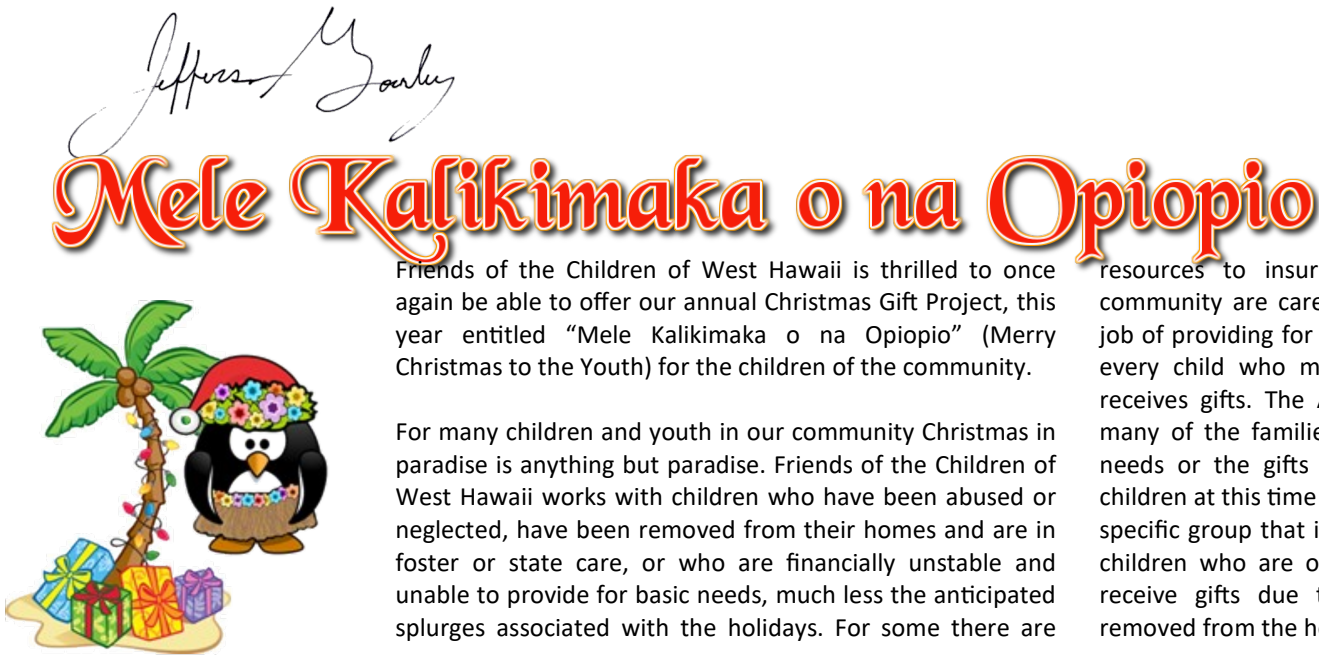 Mele Kalikimaka o na Opiopio
Friends of the Children of West Hawaii is thrilled to once
again be able to offer our annual Christmas Gift Project, this
year entitled “Mele Kalikimaka o na Opiopio” (Merry
Christmas to the Youth) for the children of the community.
For many children and youth in our community Christmas in
paradise is anything but paradise. Friends of the Children of
West Hawaii works with children who have been abused or
neglected, have been removed from their homes and are in
foster or state care, or who are financially unstable and
unable to provide for basic needs, much less the anticipated
splurges associated with the holidays. For some there are
resources to insur
community are care
job of providing for
every child who m
receives gifts. The A
many of the familie
needs or the gifts
children at this time
specific group that i
children who are o
receive gifts due t
removed from the h